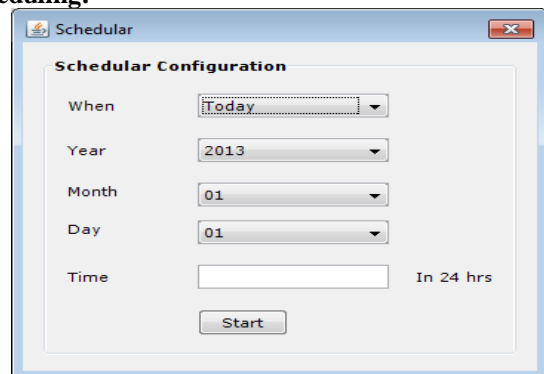 Schedular
Schedular Configuration
When Today
Year 2013
Month 01
Day 01
Time In 24 hrs
Start